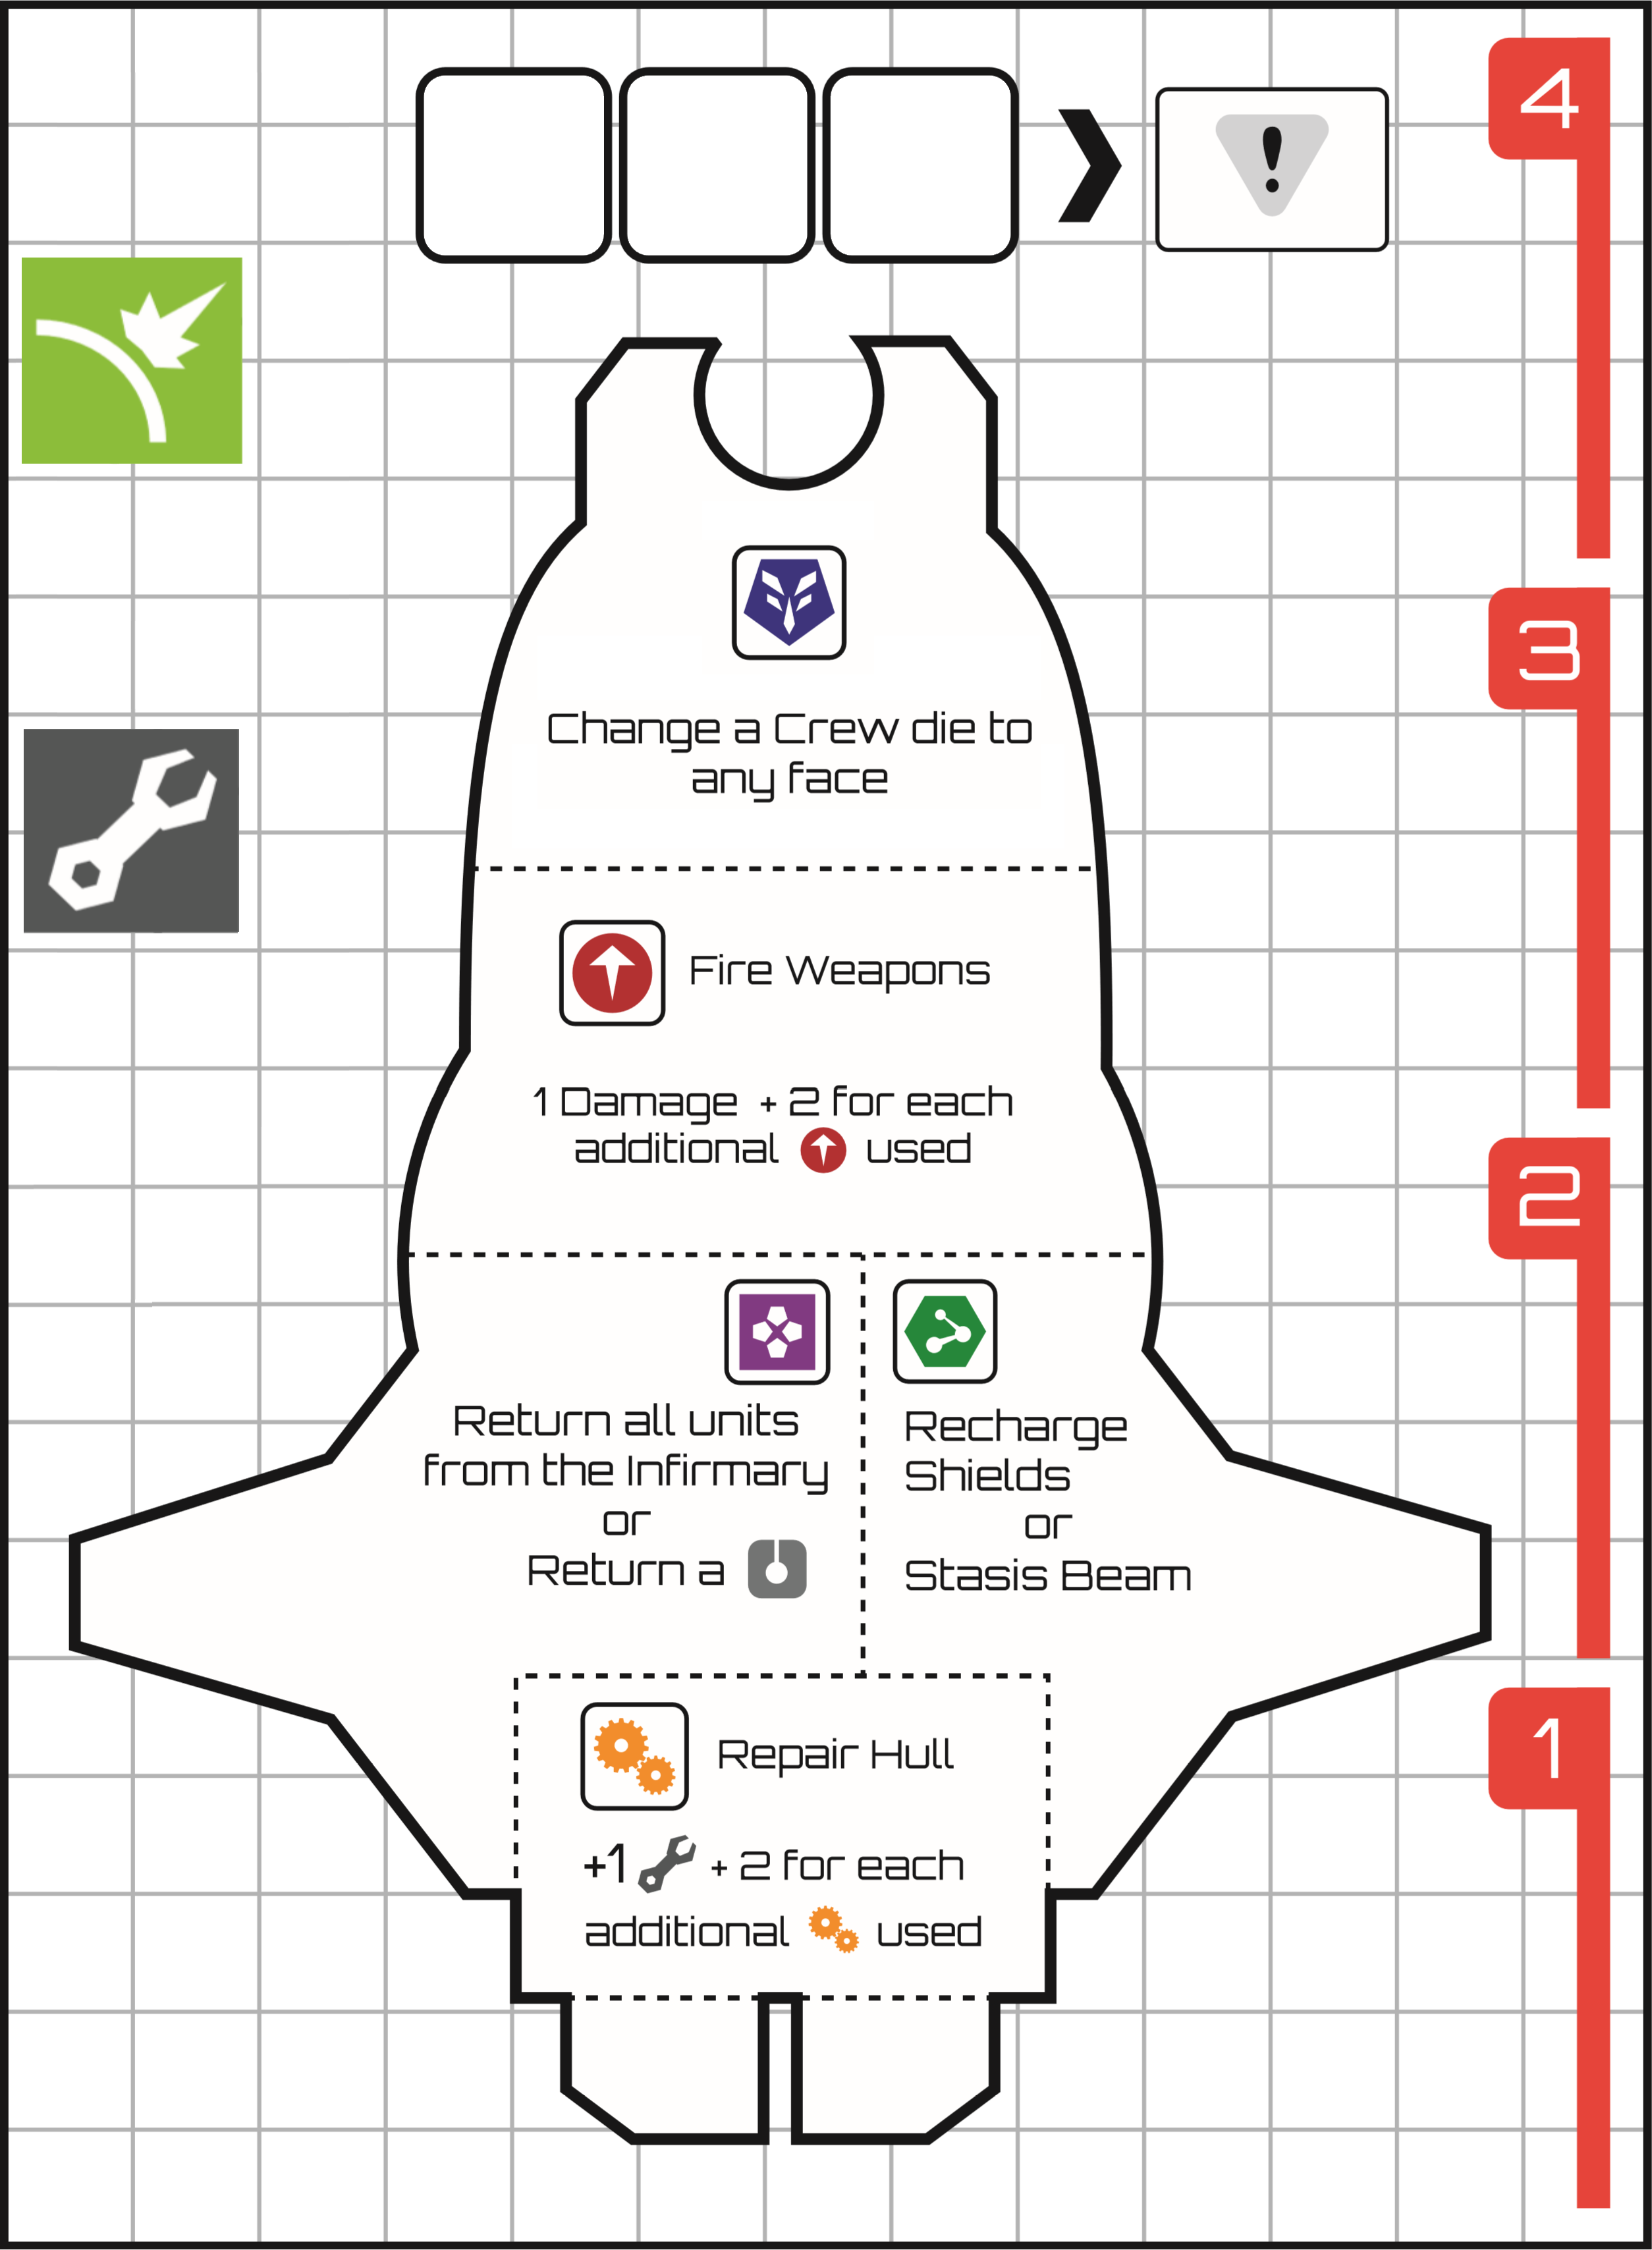 4
!
3
Change a Crew die to
any face
Fire Weapons
1 Damage + 2 for each
additional used
2
Return all units
from the Infirmary
or
Return a
Recharge
Shields
or
Stasis Beam
1
Repair Hull
+1 + 2 for each
additional used